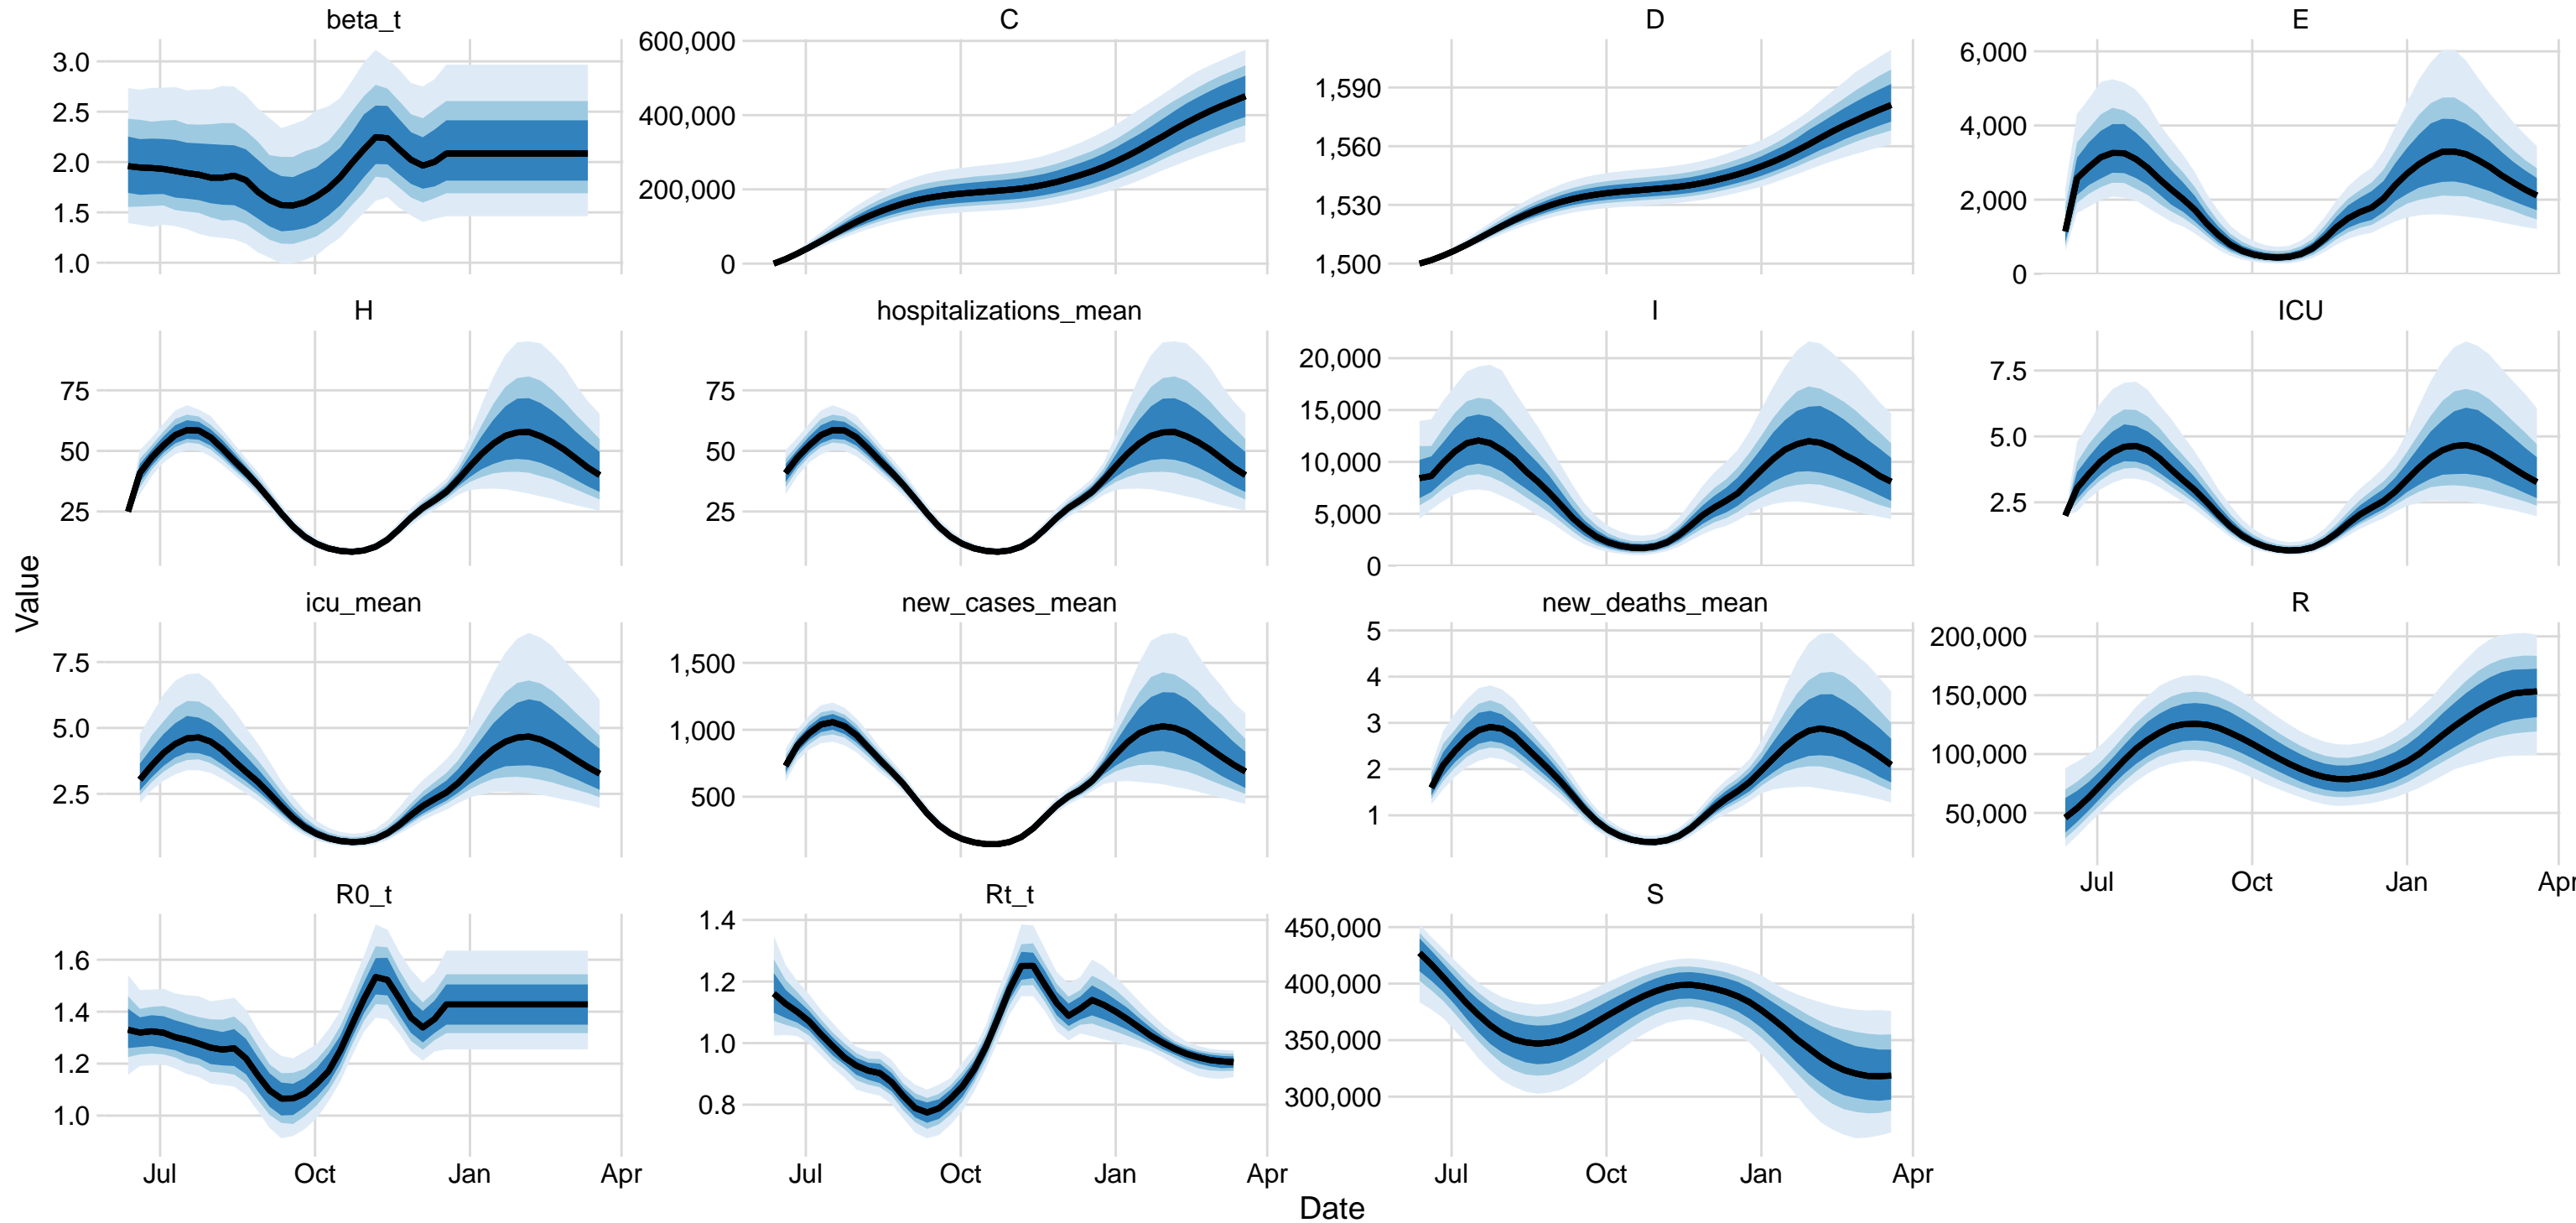 beta_t
C
D
E
3.0
2.5
2.0
1.5
1.0
600,000
400,000
200,000
0
1,590
1,560
1,530
1,500
6,000
4,000
2,000
0
H
hospitalizations_mean
I
ICU
75
50
25
75
50
25
20,000
15,000
10,000
5,000
0
7.5
5.0
2.5
icu_mean
new_cases_mean
new_deaths_mean
R
7.5
5.0
2.5
1,500
1,000
500
5
4
3
2
1
200,000
150,000
100,000
50,000
Jul
Oct
Jan
Apr
R0_t
Rt_t
S
1.6
1.4
1.2
1.0
1.4
1.2
1.0
0.8
450,000
400,000
350,000
300,000
Jul
Oct
Jan
Apr
Jul
Oct
Jan
Apr
Jul
Oct
Jan
Apr
Value
Date